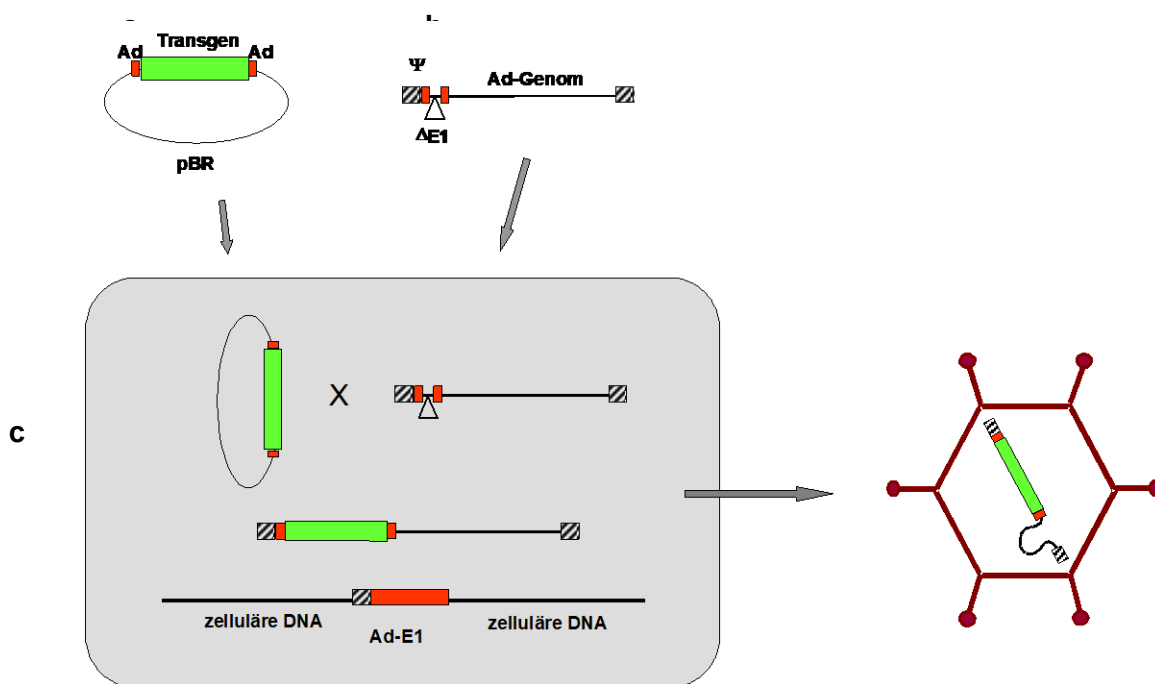 Transgen
Ad
Ad
pBR
Ψ
Ad-Genom
ΔE1
c
X
zelluläre DNA
Ad-E1
zelluläre DNA